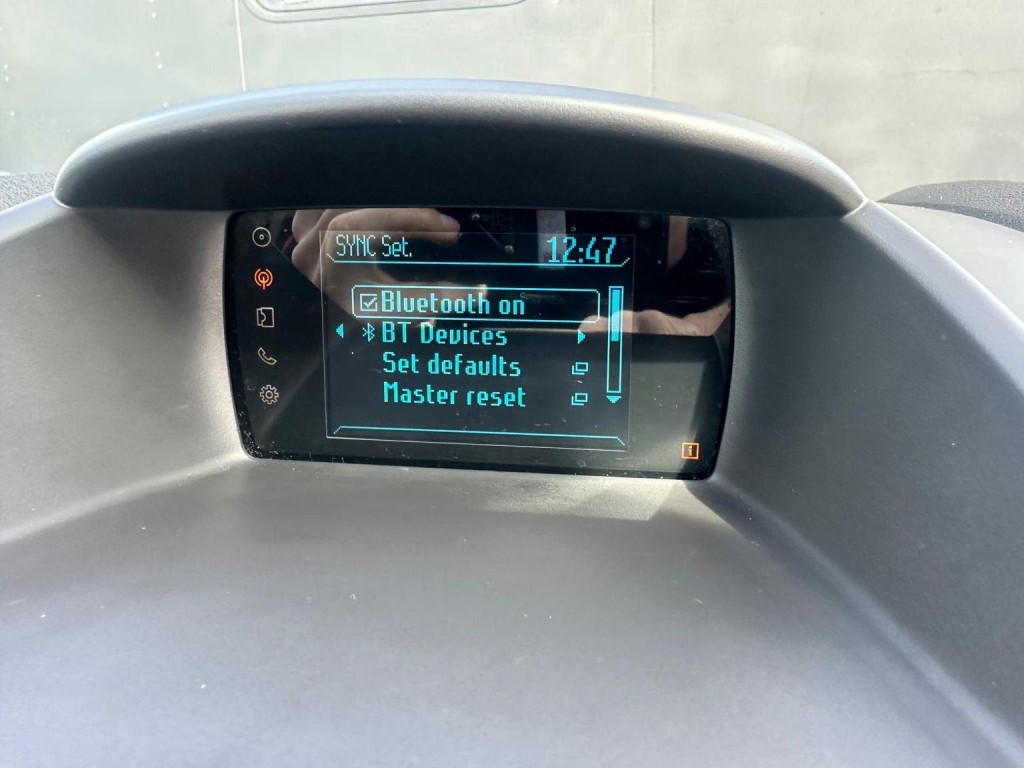 SYNC Set.
12:47
Bluetooth on
BT Devices
Set defaults
Master reset
i